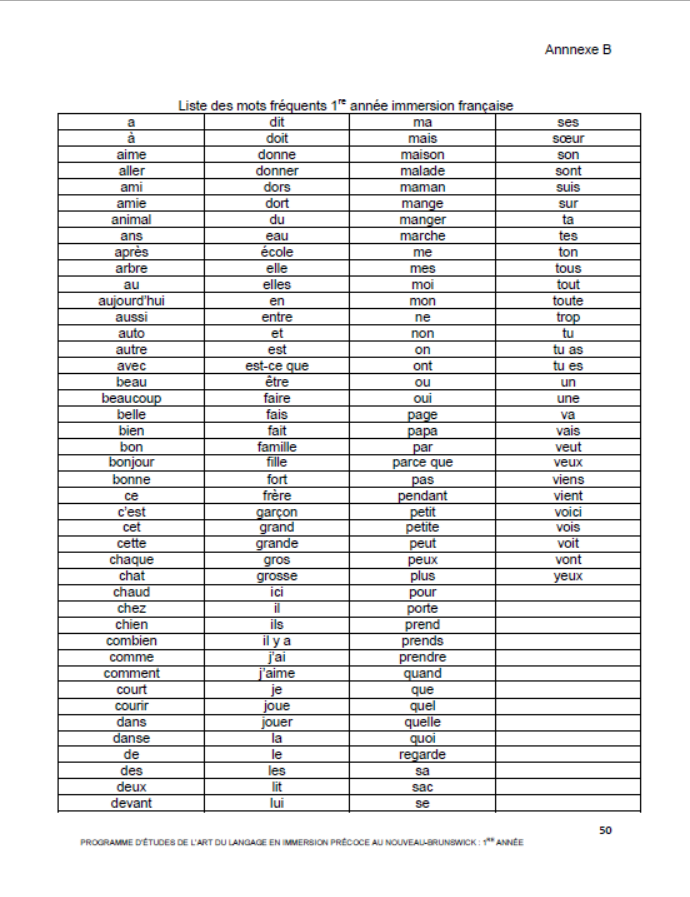 Annnexe B
Liste des mots fréquents 1re année immersion française
a dit ma ses
à doit mais sœur
aime donne maison son
aller donner malade sont
ami dors maman suis
amie dort mange sur
animal du manger ta
ans eau marche tes
après école me ton
arbre elle mes tous
au elles moi tout
aujourd'hui en mon toute
aussi entre ne trop
auto et non tu
autre est on tu as
avec est-ce que ont tu es
beau être ou un
beaucoup faire oui une
belle fais page va
bien fait papa vais
bon famille par veut
bonjour fille parce que veux
bonne fort pas viens
ce frère pendant vient
c'est garçon petit voici
cet grand petite vois
cette grande peut voit
chaque gros peux vont
chat grosse plus yeux
chaud ici pour
chez il porte
chien ils prend
combien il y a prends
comme j'ai prendre
comment j'aime quand
court je que
courir joue quel
dans jouer quelle
danse la quoi
de le regarde
des les sa
deux lit sac
devant lui se
50
PROGRAMME D'ÉTUDES DE L'ART DU LANGAGE EN IMMERSION PRÉCOCE AU NOUVEAU-BRUNSWICK : 1re ANNÉE